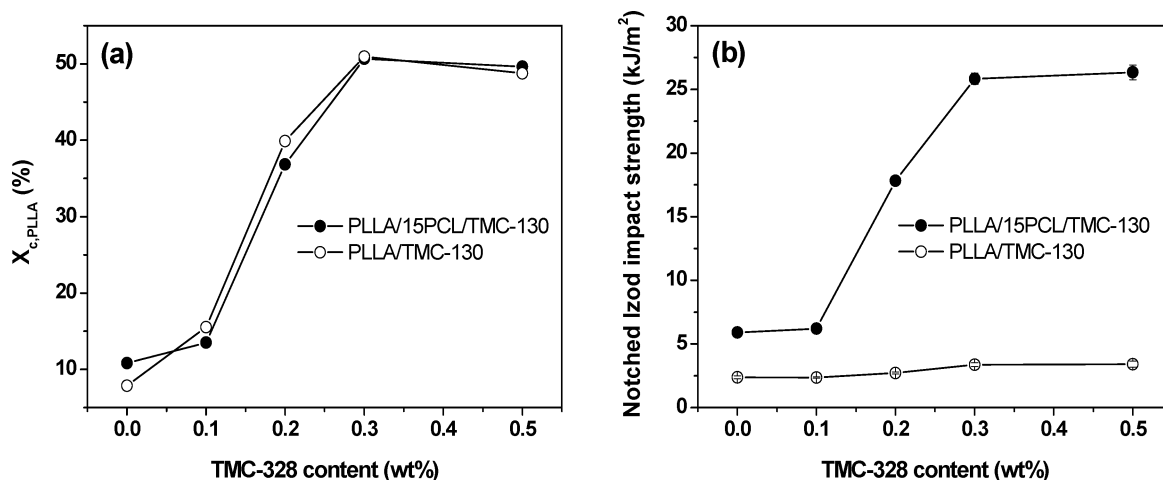 (a)
50
40
30
20
10
X_c,PLLA (%)
PLLA/15PCL/TMC-130
PLLA/TMC-130
0.0 0.1 0.2 0.3 0.4 0.5
TMC-328 content (wt%)
(b)
30
25
20
15
10
5
0
Notched Izod impact strength (kJ/m²)
PLLA/15PCL/TMC-130
PLLA/TMC-130
0.0 0.1 0.2 0.3 0.4 0.5
TMC-328 content (wt%)